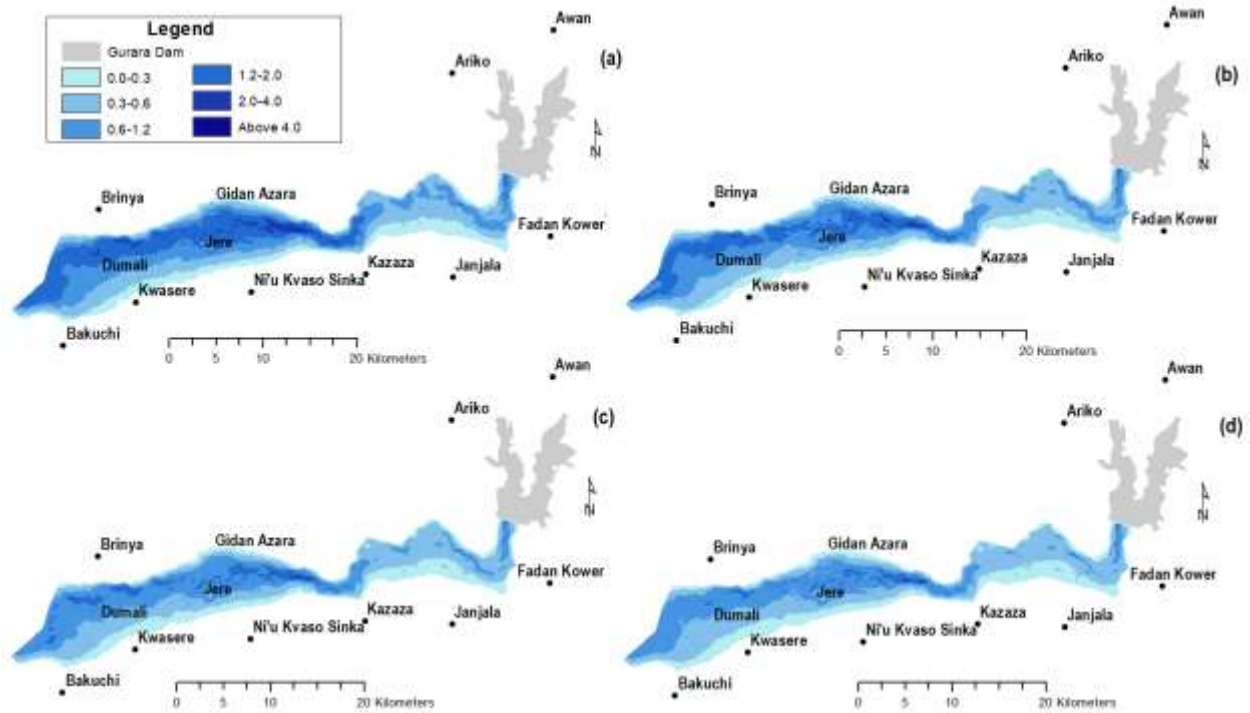 Legend
Gurara Dam
0.0-0.3
0.3-0.6
0.6-1.2
1.2-2.0
2.0-4.0
Above 4.0
Awan
Ariko
(a)
N
Brinya
Gidan Azara
Jere
Dumali
Fadan Kower
Kazaza
Janjala
Ni'u Kvaso Sinka
Kwasere
Bakuchi
0 5 10 20 Kilometers
Awan
Ariko
(b)
N
Brinya
Gidan Azara
Jere
Dumali
Fadan Kower
Kazaza
Janjala
Ni'u Kvaso Sinka
Kwasere
Bakuchi
0 5 10 20 Kilometers
Awan
Ariko
(c)
N
Brinya
Gidan Azara
Jere
Dumali
Fadan Kower
Kazaza
Janjala
Ni'u Kvaso Sinka
Kwasere
Bakuchi
0 5 10 20 Kilometers
Awan
Ariko
(d)
N
Brinya
Gidan Azara
Jere
Dumali
Fadan Kower
Kazaza
Janjala
Ni'u Kvaso Sinka
Kwasere
Bakuchi
0 5 10 20 Kilometers